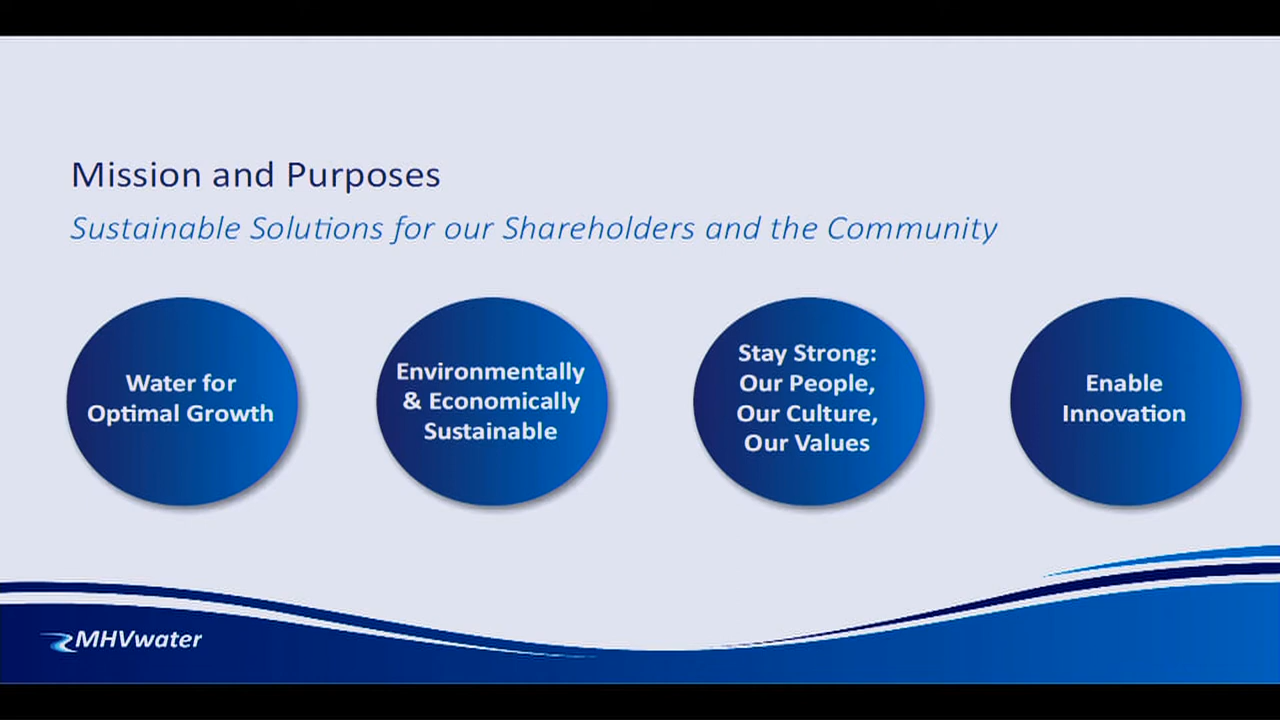 Mission and Purposes
Sustainable Solutions for our Shareholders and the Community
Water for
Optimal Growth
Environmentally
& Economically
Sustainable
Stay Strong:
Our People,
Our Culture,
Our Values
Enable
Innovation
MHVwater